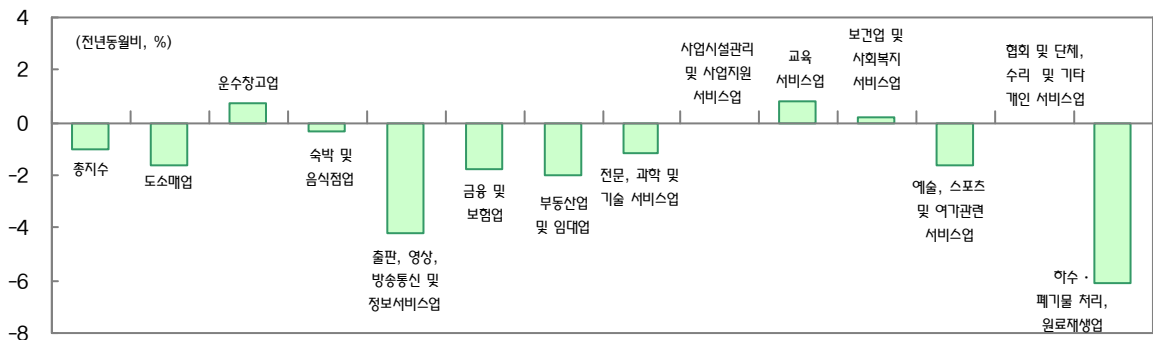 4
2
0
-2
-4
-6
-8
(전년동월비, %)
총지수
도소매업
운수창고업
숙박 및
음식점업
출판, 영상,
방송통신 및
정보서비스업
금융 및
보험업
부동산업
및 임대업
전문, 과학 및
기술 서비스업
사업시설관리
및 사업지원
서비스업
교육
서비스업
보건업 및
사회복지
서비스업
예술, 스포츠
및 여가관련
서비스업
협회 및 단체,
수리 및 기타
개인 서비스업
하수 ·
폐기물 처리,
원료재생업